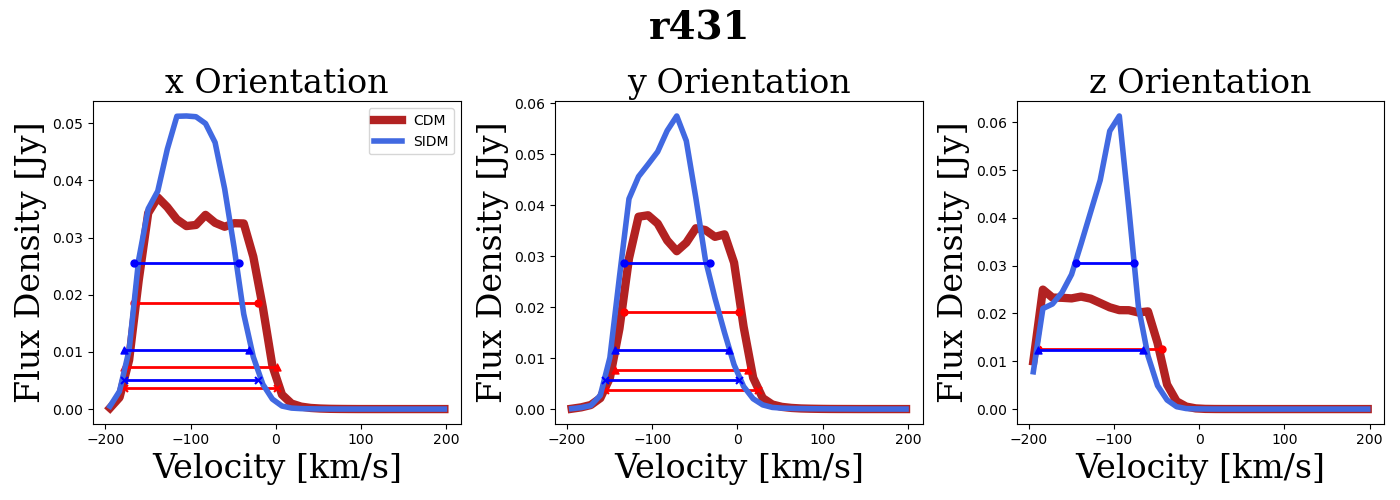 r431
x Orientation
y Orientation
z Orientation
Flux Density [Jy]
0.05
0.04
0.03
0.02
0.01
0.00
CDM
SIDM
−200
−100
0
100
200
Velocity [km/s]
Flux Density [Jy]
0.06
0.05
0.04
0.03
0.02
0.01
0.00
−200
−100
0
100
200
Velocity [km/s]
Flux Density [Jy]
0.06
0.05
0.04
0.03
0.02
0.01
0.00
−200
−100
0
100
200
Velocity [km/s]